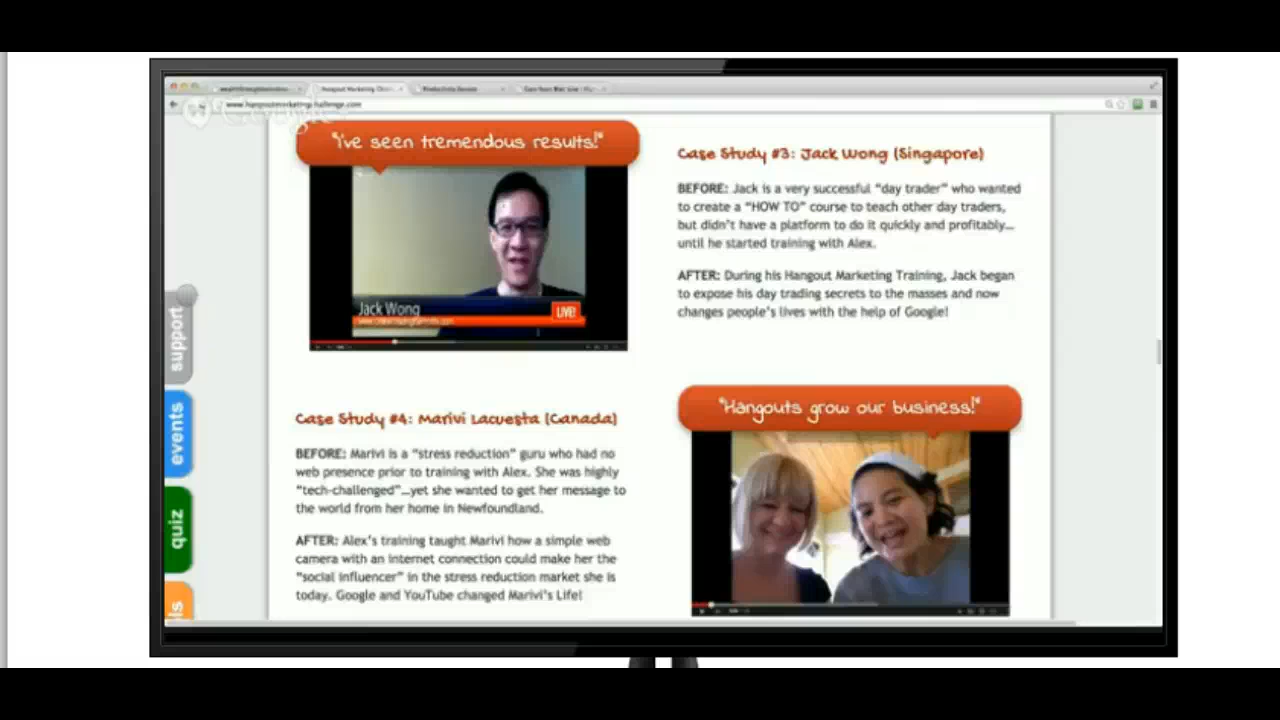 Hangout Marketing
Productivity Session
www.hangoutmarketingchallenge.com
"I've seen tremendous results!"
Jack Wong
LIVE!
Case Study #3: Jack Wong (Singapore)
BEFORE: Jack is a very successful "day trader" who wanted
to create a "HOW TO" course to teach other day traders,
but didn't have a platform to do it quickly and profitably…
until he started training with Alex.
AFTER: During his Hangout Marketing Training, Jack began
to expose his day trading secrets to the masses and now
changes people's lives with the help of Google!
support
events
quiz
Case Study #4: Marivi Lacuesta (Canada)
BEFORE: Marivi is a "stress reduction" guru who had no
web presence prior to training with Alex. She was highly
"tech-challenged"…yet she wanted to get her message to
the world from her home in Newfoundland.
AFTER: Alex's training taught Marivi how a simple web
camera with an internet connection could make her the
"social influencer" in the stress reduction market she is
today. Google and YouTube changed Marivi's Life!
"Hangouts grow our business!"